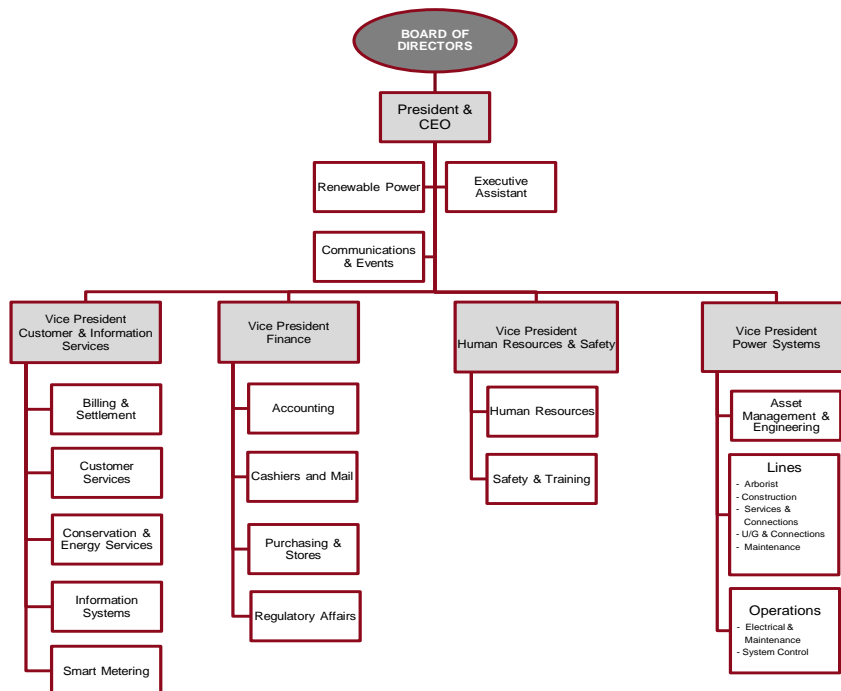 BOARD OF
DIRECTORS
President &
CEO
Renewable Power
Executive
Assistant
Communications
& Events
Vice President
Customer & Information
Services
Vice President
Finance
Vice President
Human Resources & Safety
Vice President
Power Systems
Billing &
Settlement
Customer
Services
Conservation &
Energy Services
Information
Systems
Smart Metering
Accounting
Cashiers and Mail
Purchasing &
Stores
Regulatory Affairs
Human Resources
Safety & Training
Asset
Management &
Engineering
Lines
- Arborist
- Construction
- Services &
Connections
- U/G & Connections
- Maintenance
Operations
- Electrical &
Maintenance
- System Control